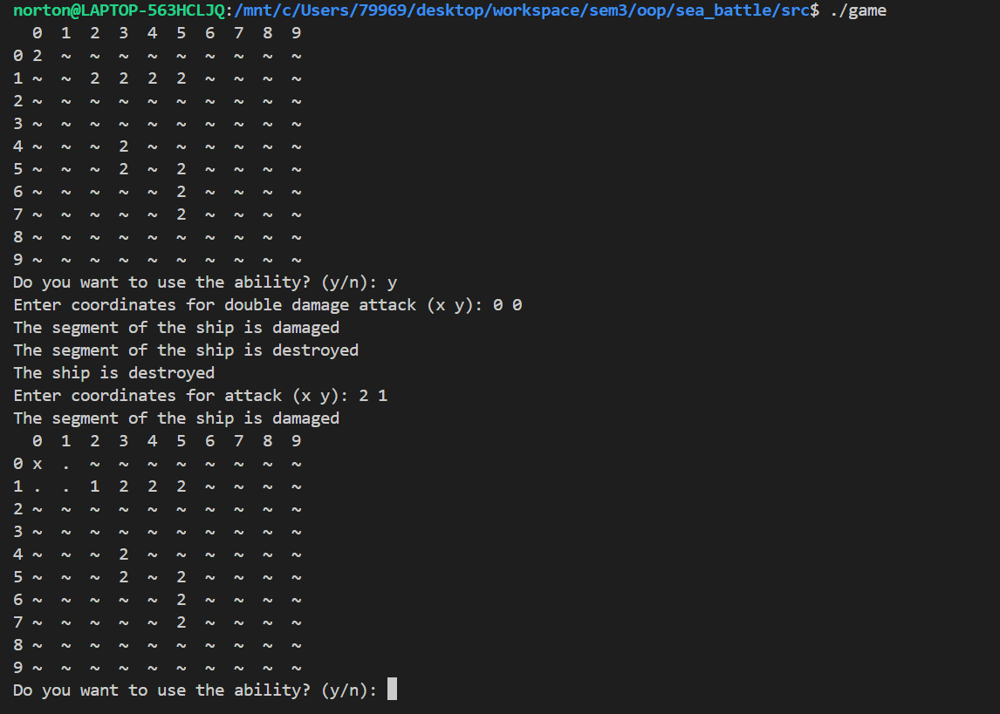 norton@LAPTOP-563HCLJQ:/mnt/c/Users/79969/desktop/workspace/sem3/oop/sea_battle/src$ ./game
  0  1  2  3  4  5  6  7  8  9
0 2  ~  ~  ~  ~  ~  ~  ~  ~  ~
1 ~  ~  2  2  2  2  ~  ~  ~  ~
2 ~  ~  ~  ~  ~  ~  ~  ~  ~  ~
3 ~  ~  ~  ~  ~  ~  ~  ~  ~  ~
4 ~  ~  ~  2  ~  ~  ~  ~  ~  ~
5 ~  ~  ~  2  ~  2  ~  ~  ~  ~
6 ~  ~  ~  ~  ~  2  ~  ~  ~  ~
7 ~  ~  ~  ~  ~  2  ~  ~  ~  ~
8 ~  ~  ~  ~  ~  ~  ~  ~  ~  ~
9 ~  ~  ~  ~  ~  ~  ~  ~  ~  ~
Do you want to use the ability? (y/n): y
Enter coordinates for double damage attack (x y): 0 0
The segment of the ship is damaged
The segment of the ship is destroyed
The ship is destroyed
Enter coordinates for attack (x y): 2 1
The segment of the ship is damaged
  0  1  2  3  4  5  6  7  8  9
0 x  .  ~  ~  ~  ~  ~  ~  ~  ~
1 .  .  1  2  2  2  ~  ~  ~  ~
2 ~  ~  ~  ~  ~  ~  ~  ~  ~  ~
3 ~  ~  ~  ~  ~  ~  ~  ~  ~  ~
4 ~  ~  ~  2  ~  ~  ~  ~  ~  ~
5 ~  ~  ~  2  ~  2  ~  ~  ~  ~
6 ~  ~  ~  ~  ~  2  ~  ~  ~  ~
7 ~  ~  ~  ~  ~  2  ~  ~  ~  ~
8 ~  ~  ~  ~  ~  ~  ~  ~  ~  ~
9 ~  ~  ~  ~  ~  ~  ~  ~  ~  ~
Do you want to use the ability? (y/n):